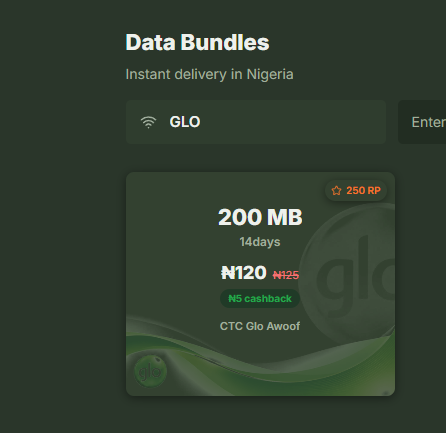 Data Bundles
Instant delivery in Nigeria
GLO
Enter
250 RP
200 MB
14days
₦120 ₦125
₦5 cashback
CTC Glo Awoof
glo
glo